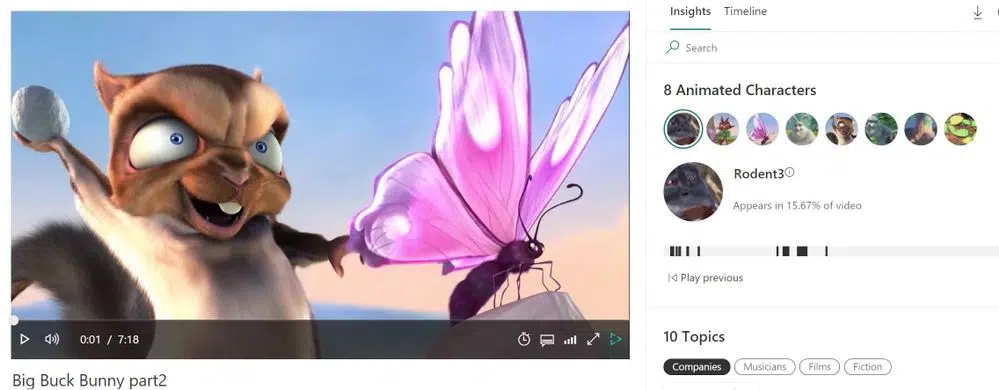 Insights Timeline
Search
8 Animated Characters
Rodent3
Appears in 15.67% of video
Play previous
0:01 / 7:18
10 Topics
Companies Musicians Films Fiction
Big Buck Bunny part2